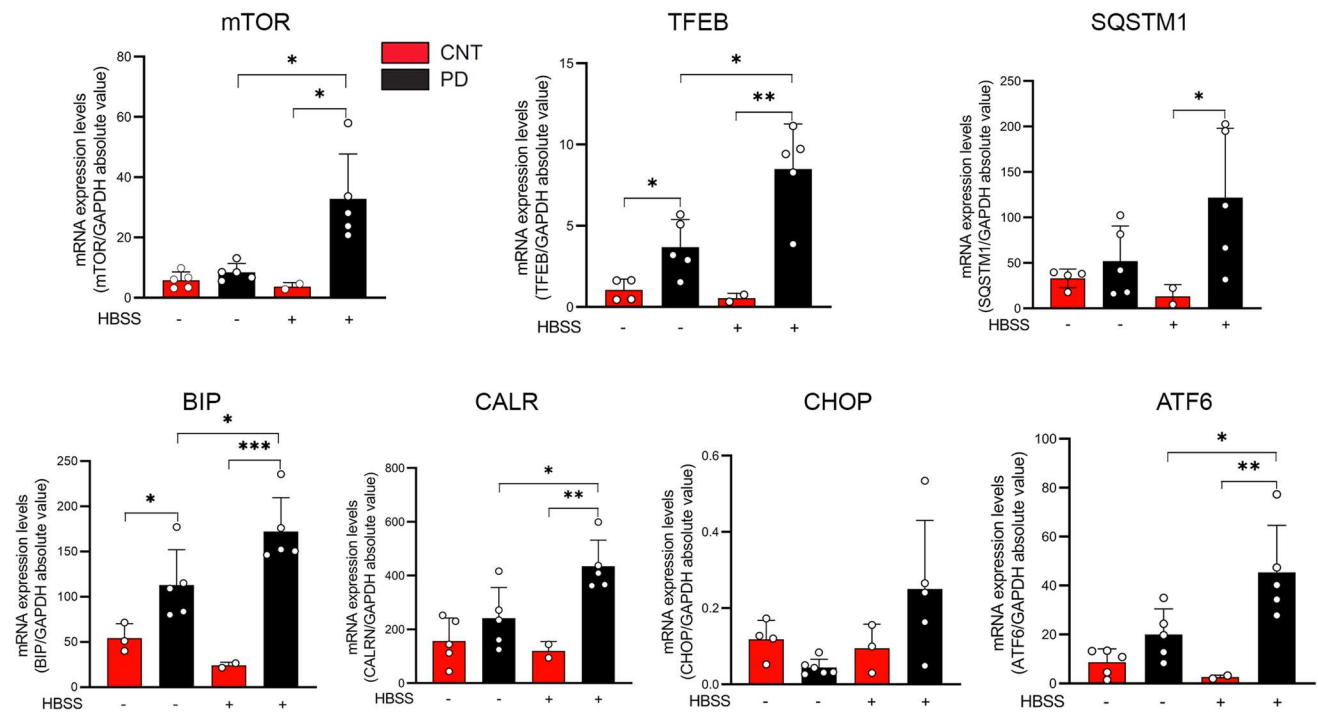 mTOR
CNT
PD
mRNA expression levels
(mTOR/GAPDH absolute value)
80
60
40
20
0
*
*
HBSS - - + +
TFEB
mRNA expression levels
(TFEB/GAPDH absolute value)
15
10
5
0
*
**
*
HBSS - - + +
SQSTM1
mRNA expression levels
(SQSTM1/GAPDH absolute value)
250
200
150
100
50
0
*
HBSS - - + +
BIP
mRNA expression levels
(BIP/GAPDH absolute value)
250
200
150
100
50
0
*
***
*
HBSS - - + +
CALR
mRNA expression levels
(CALRN/GAPDH absolute value)
800
600
400
200
0
*
**
- - + +
CHOP
mRNA expression levels
(CHOP/GAPDH absolute value)
0.6
0.4
0.2
0.0
HBSS - - + +
ATF6
mRNA expression levels
(ATF6/GAPDH absolute value)
100
80
60
40
20
0
*
**
HBSS - - + +